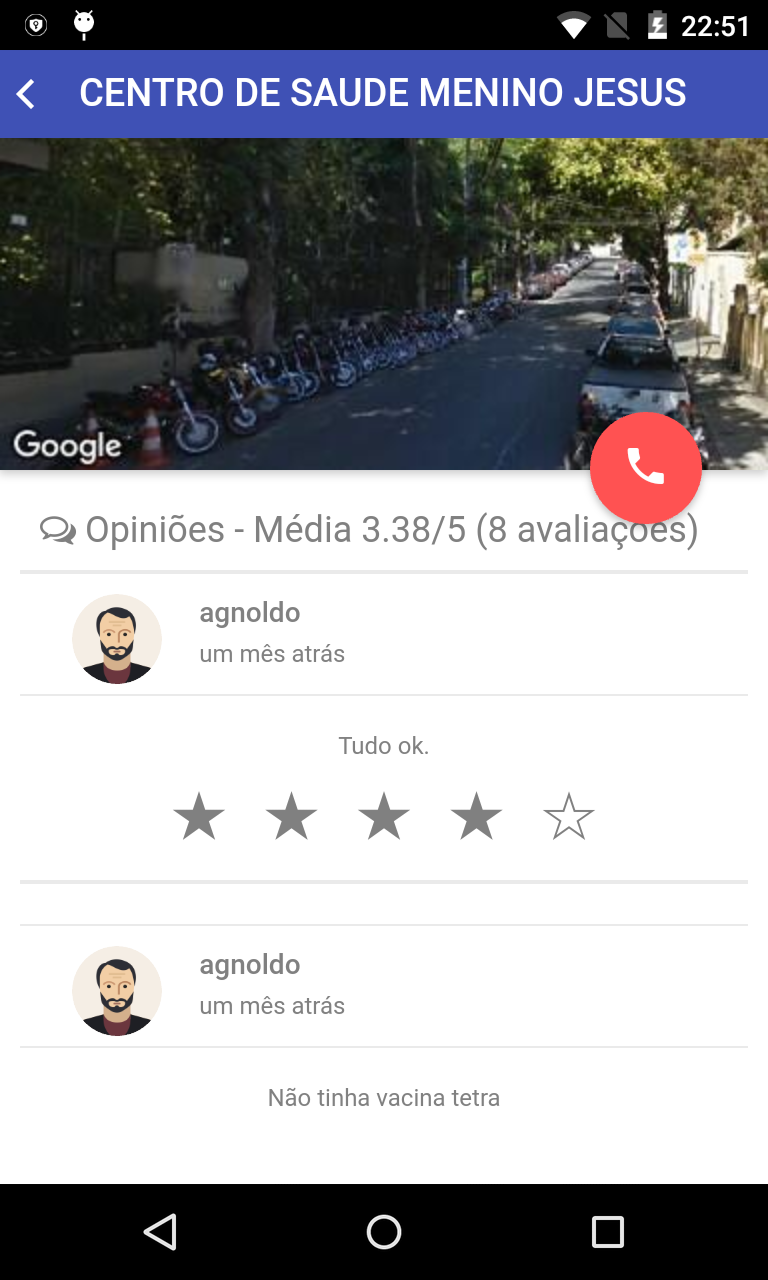 22:51
CENTRO DE SAUDE MENINO JESUS
Google
Opiniões - Média 3.38/5 (8 avaliações)
agnoldo
um mês atrás
Tudo ok.
agnoldo
um mês atrás
Não tinha vacina tetra